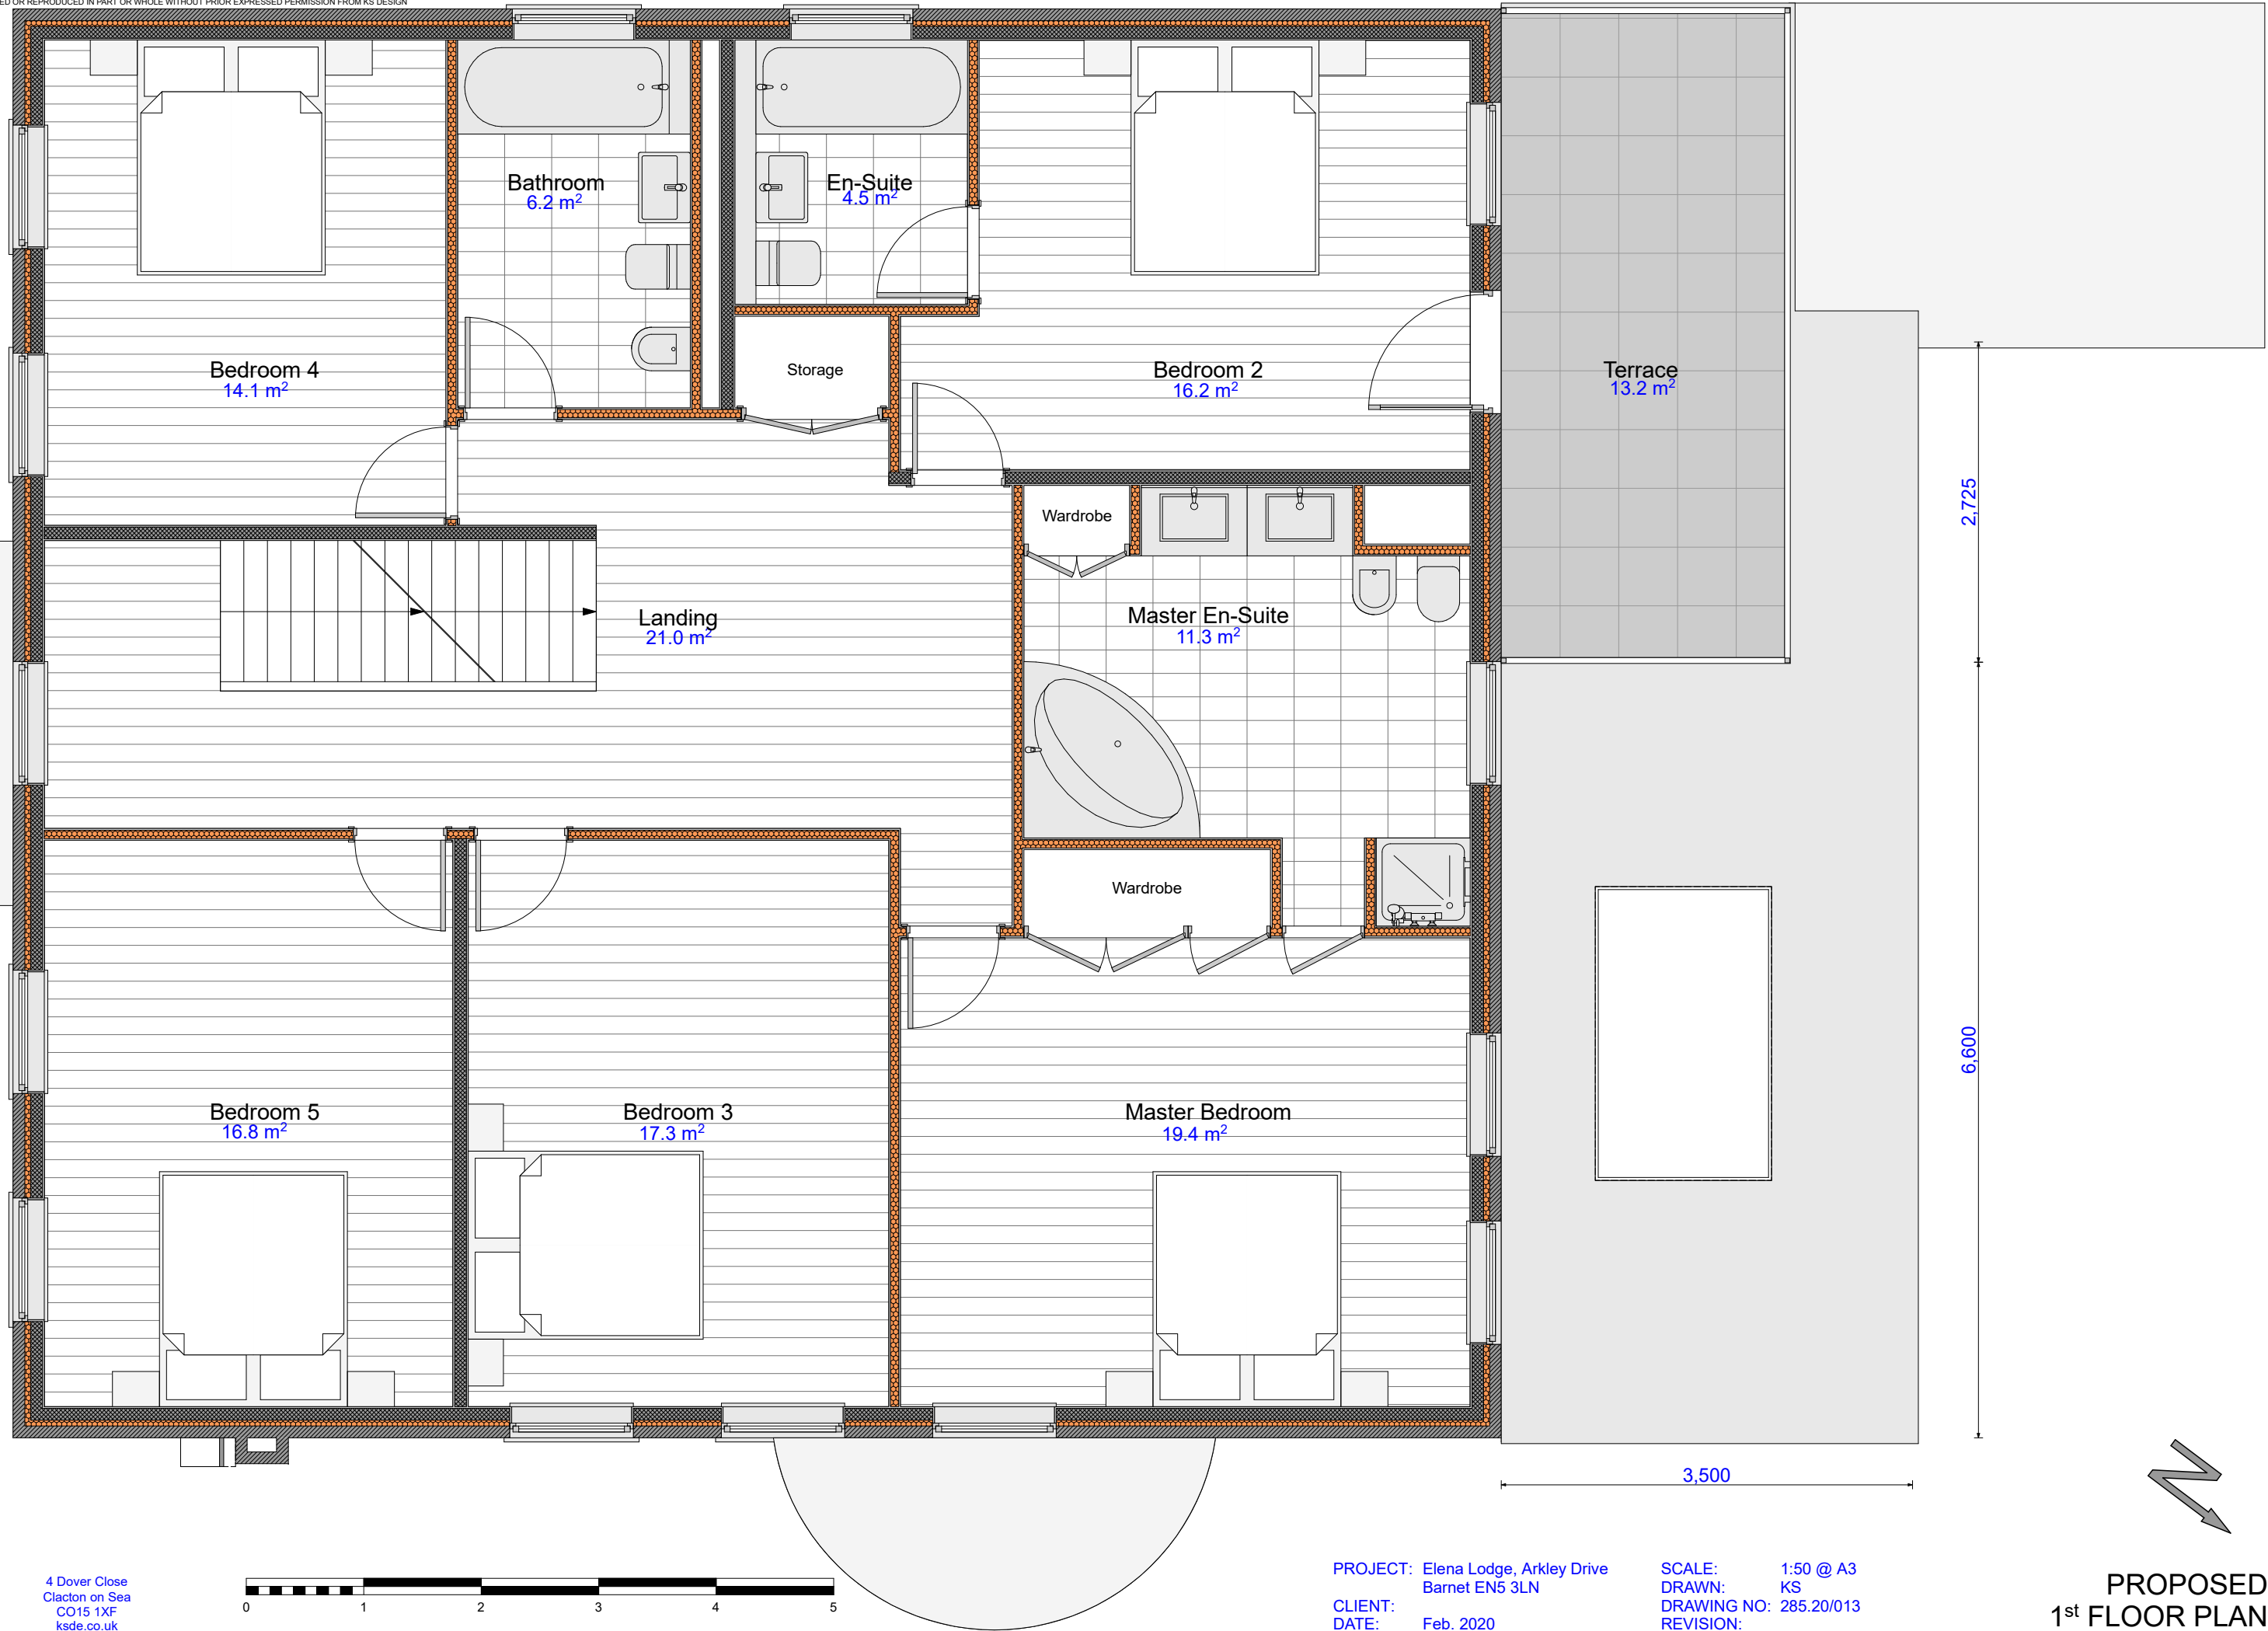 ED OR REPRODUCED IN PART OR WHOLE WITHOUT PRIOR EXPRESSED PERMISSION FROM KS DESIGN
Bathroom
6.2 m²
En-Suite
4.5 m²
Bedroom 4
14.1 m²
Storage
Bedroom 2
16.2 m²
Terrace
13.2 m²
2,725
Wardrobe
Landing
21.0 m²
Master En-Suite
11.3 m²
Wardrobe
6,600
Bedroom 5
16.8 m²
Bedroom 3
17.3 m²
Master Bedroom
19.4 m²
3,500
N
4 Dover Close
Clacton on Sea
CO15 1XF
ksde.co.uk
0 1 2 3 4 5
PROJECT: Elena Lodge, Arkley Drive
Barnet EN5 3LN
CLIENT:
DATE: Feb. 2020
SCALE: 1:50 @ A3
DRAWN: KS
DRAWING NO: 285.20/013
REVISION:
PROPOSED
1st FLOOR PLAN